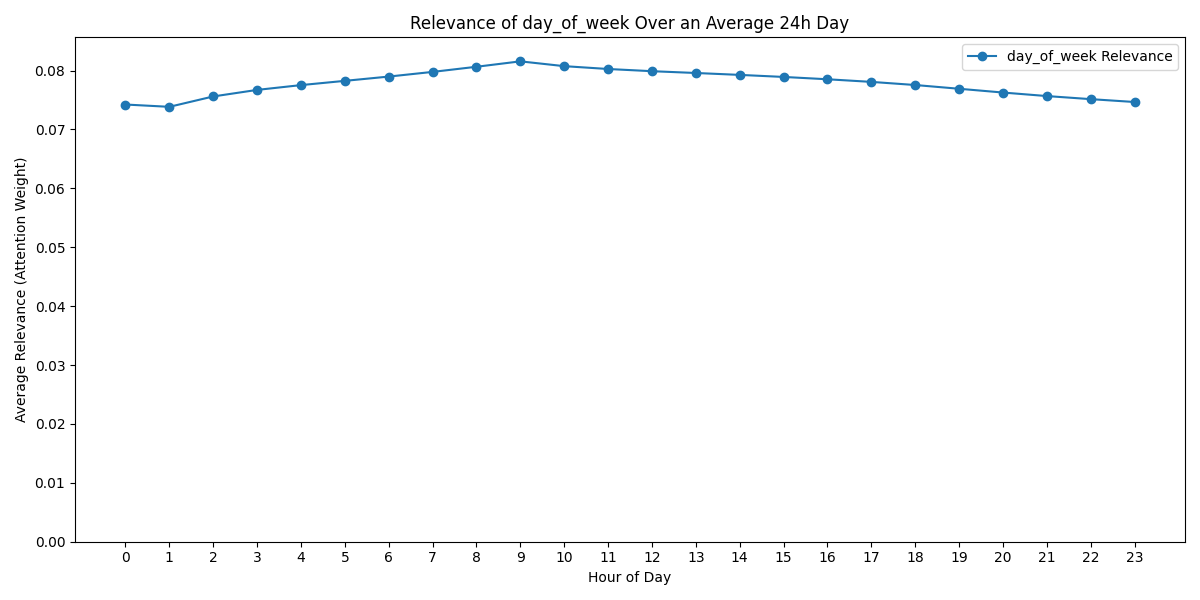 Relevance of day_of_week Over an Average 24h Day
day_of_week Relevance
Average Relevance (Attention Weight)
0.08
0.07
0.06
0.05
0.04
0.03
0.02
0.01
0.00
0 1 2 3 4 5 6 7 8 9 10 11 12 13 14 15 16 17 18 19 20 21 22 23
Hour of Day